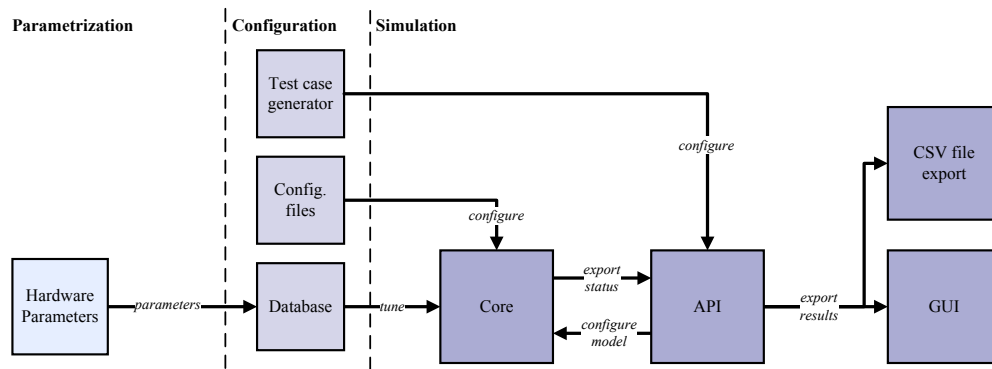 Parametrization
Configuration
Simulation
Test case
generator
configure
CSV file
export
Config.
files
configure
Hardware
Parameters
parameters
Database
tune
Core
export
status
configure
model
API
export
results
GUI